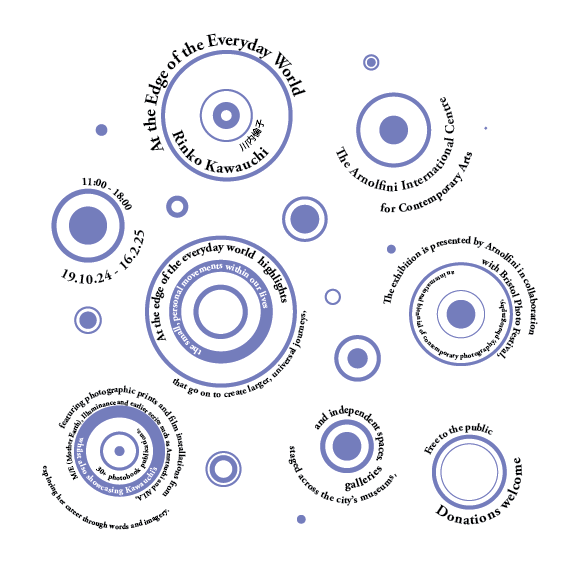 At the Edge of the Everyday World
Rinko Kawauchi
川内倫子
The Arnolfini International Centre
for Contemporary Arts
11:00 - 18:00
19.10.24 - 16.2.25
At the edge of the everyday world highlights
the small, personal movements within our lives
that go on to create larger, universal journeys,
The exhibition is presented by Arnolfini in collaboration
with Bristol Photo Festival,
an international festival of contemporary photography, photography,
featuring photographic prints and film installations from
M/E (Mother Earth), Illuminance and earlier series such as Ametsuchi and AILA,
whilst also showcasing Kawauchi's
30+ photobook publications,
exploring her career through words and imagery.
and independent spaces.
galleries
staged across the city's museums,
Free to the public
Donations welcome